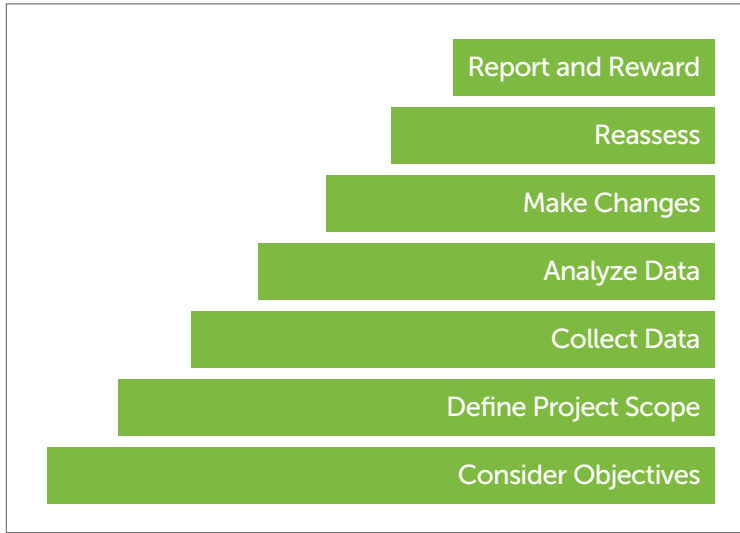 Report and Reward
Reassess
Make Changes
Analyze Data
Collect Data
Define Project Scope
Consider Objectives